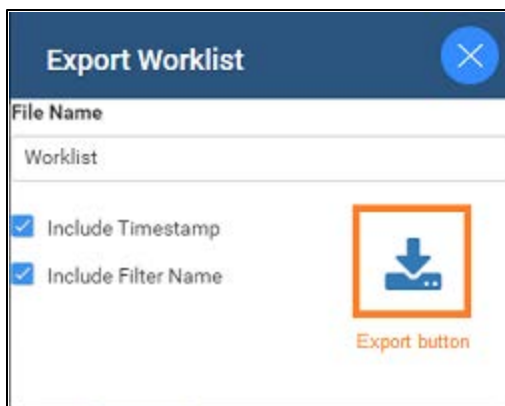 Export Worklist
File Name
Worklist
Include Timestamp
Include Filter Name
Export button